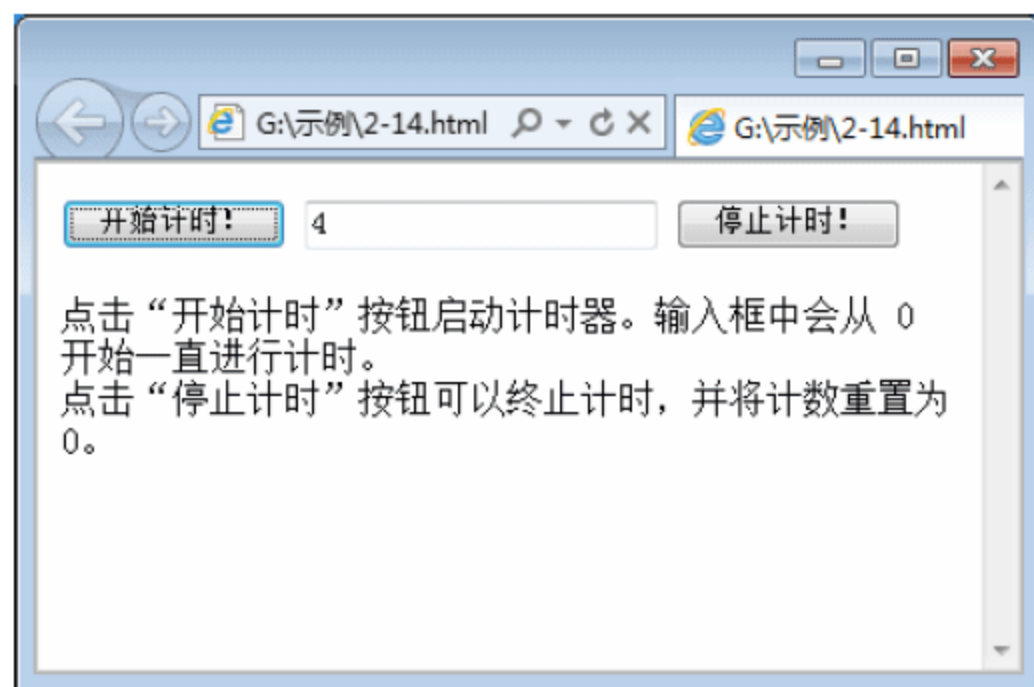 G:\示例\2-14.html
G:\示例\2-14.html
开始计时！ 4 停止计时！
点击“开始计时”按钮启动计时器。输入框中会从 0
开始一直进行计时。
点击“停止计时”按钮可以终止计时，并将计数重置为
0。